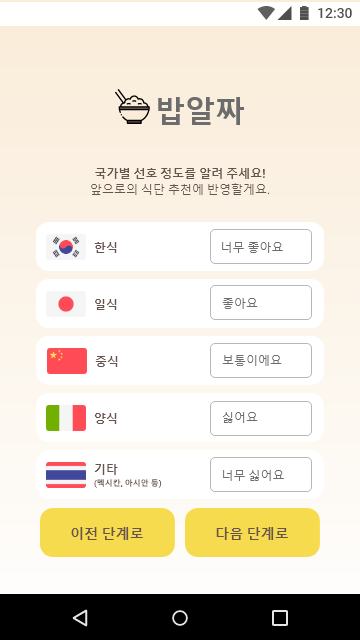 12:30
밥알짜
국가별 선호 정도를 알려 주세요!
앞으로의 식단 추천에 반영할게요.
한식
너무 좋아요
일식
좋아요
중식
보통이에요
양식
싫어요
기타
(멕시칸, 아시안 등)
너무 싫어요
이전 단계로
다음 단계로